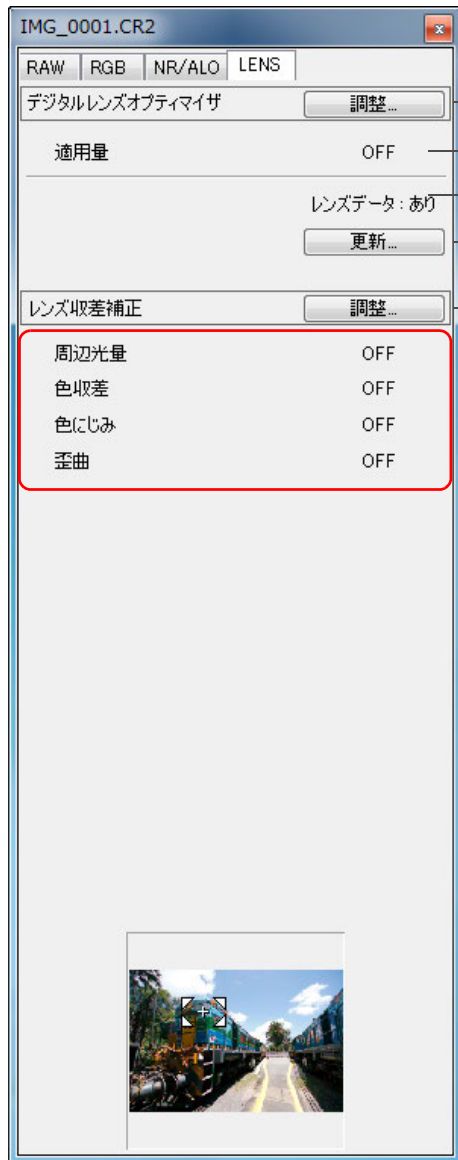 IMG_0001.CR2
RAW RGB NR/ALO LENS
デジタルレンズオプティマイザ 調整...
適用量 OFF
レンズデータ : あり
更新...
レンズ収差補正 調整...
周辺光量 OFF
色収差 OFF
色にじみ OFF
歪曲 OFF